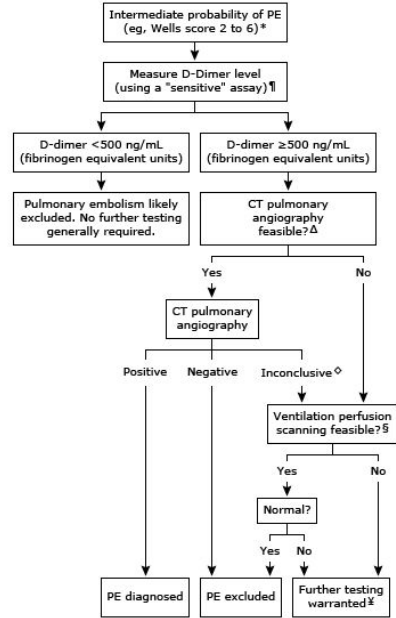 Intermediate probability of PE
(eg, Wells score 2 to 6)*
Measure D-Dimer level
(using a "sensitive" assay)¶
D-dimer <500 ng/mL
(fibrinogen equivalent units)
D-dimer ≥500 ng/mL
(fibrinogen equivalent units)
Pulmonary embolism likely
excluded. No further testing
generally required.
CT pulmonary
angiography
feasible?Δ
Yes
No
CT pulmonary
angiography
Positive
Negative
Inconclusive◇
Ventilation perfusion
scanning feasible?§
Yes
No
Normal?
Yes
No
PE diagnosed
PE excluded
Further testing
warranted¥